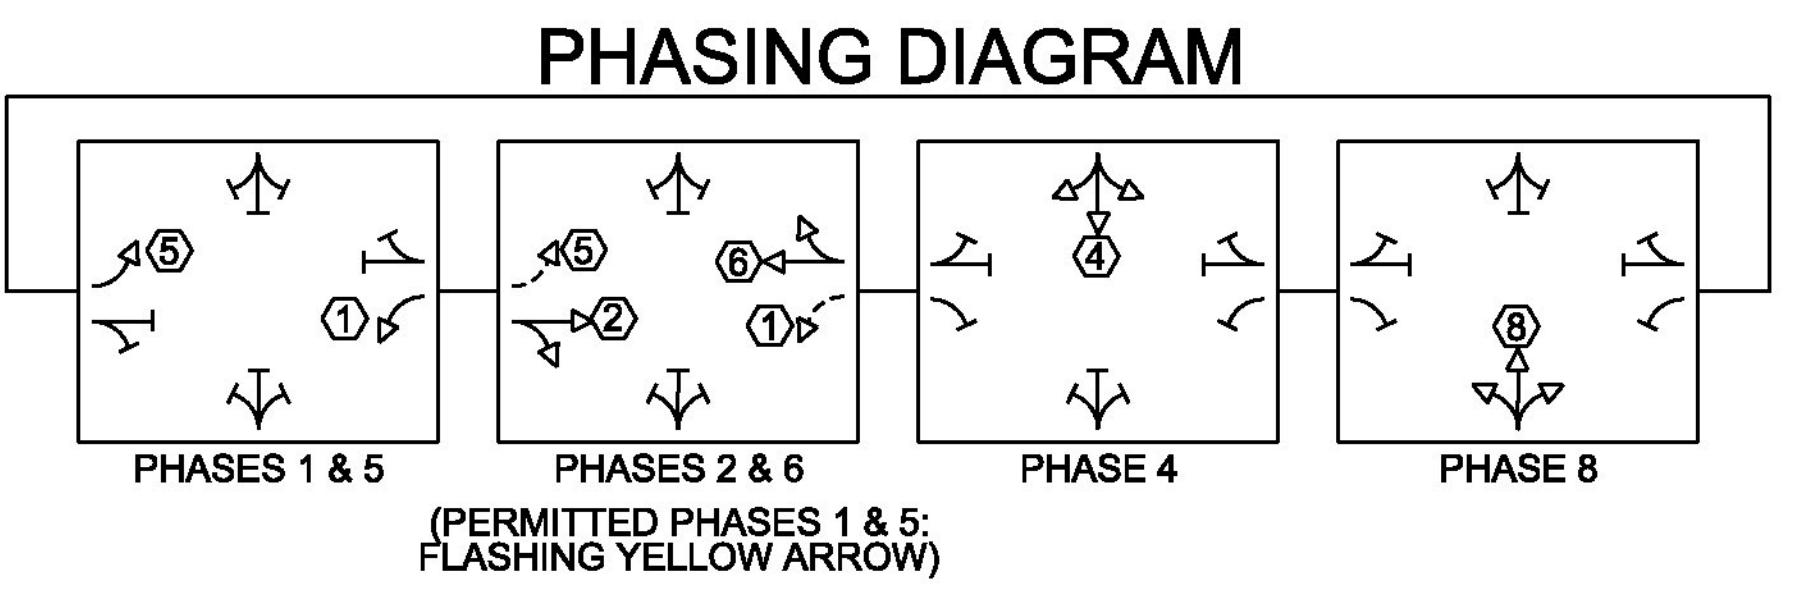 PHASING DIAGRAM
5
1
5
2
6
1
4
8
PHASES 1 & 5
PHASES 2 & 6
PHASE 4
PHASE 8
(PERMITTED PHASES 1 & 5:
FLASHING YELLOW ARROW)